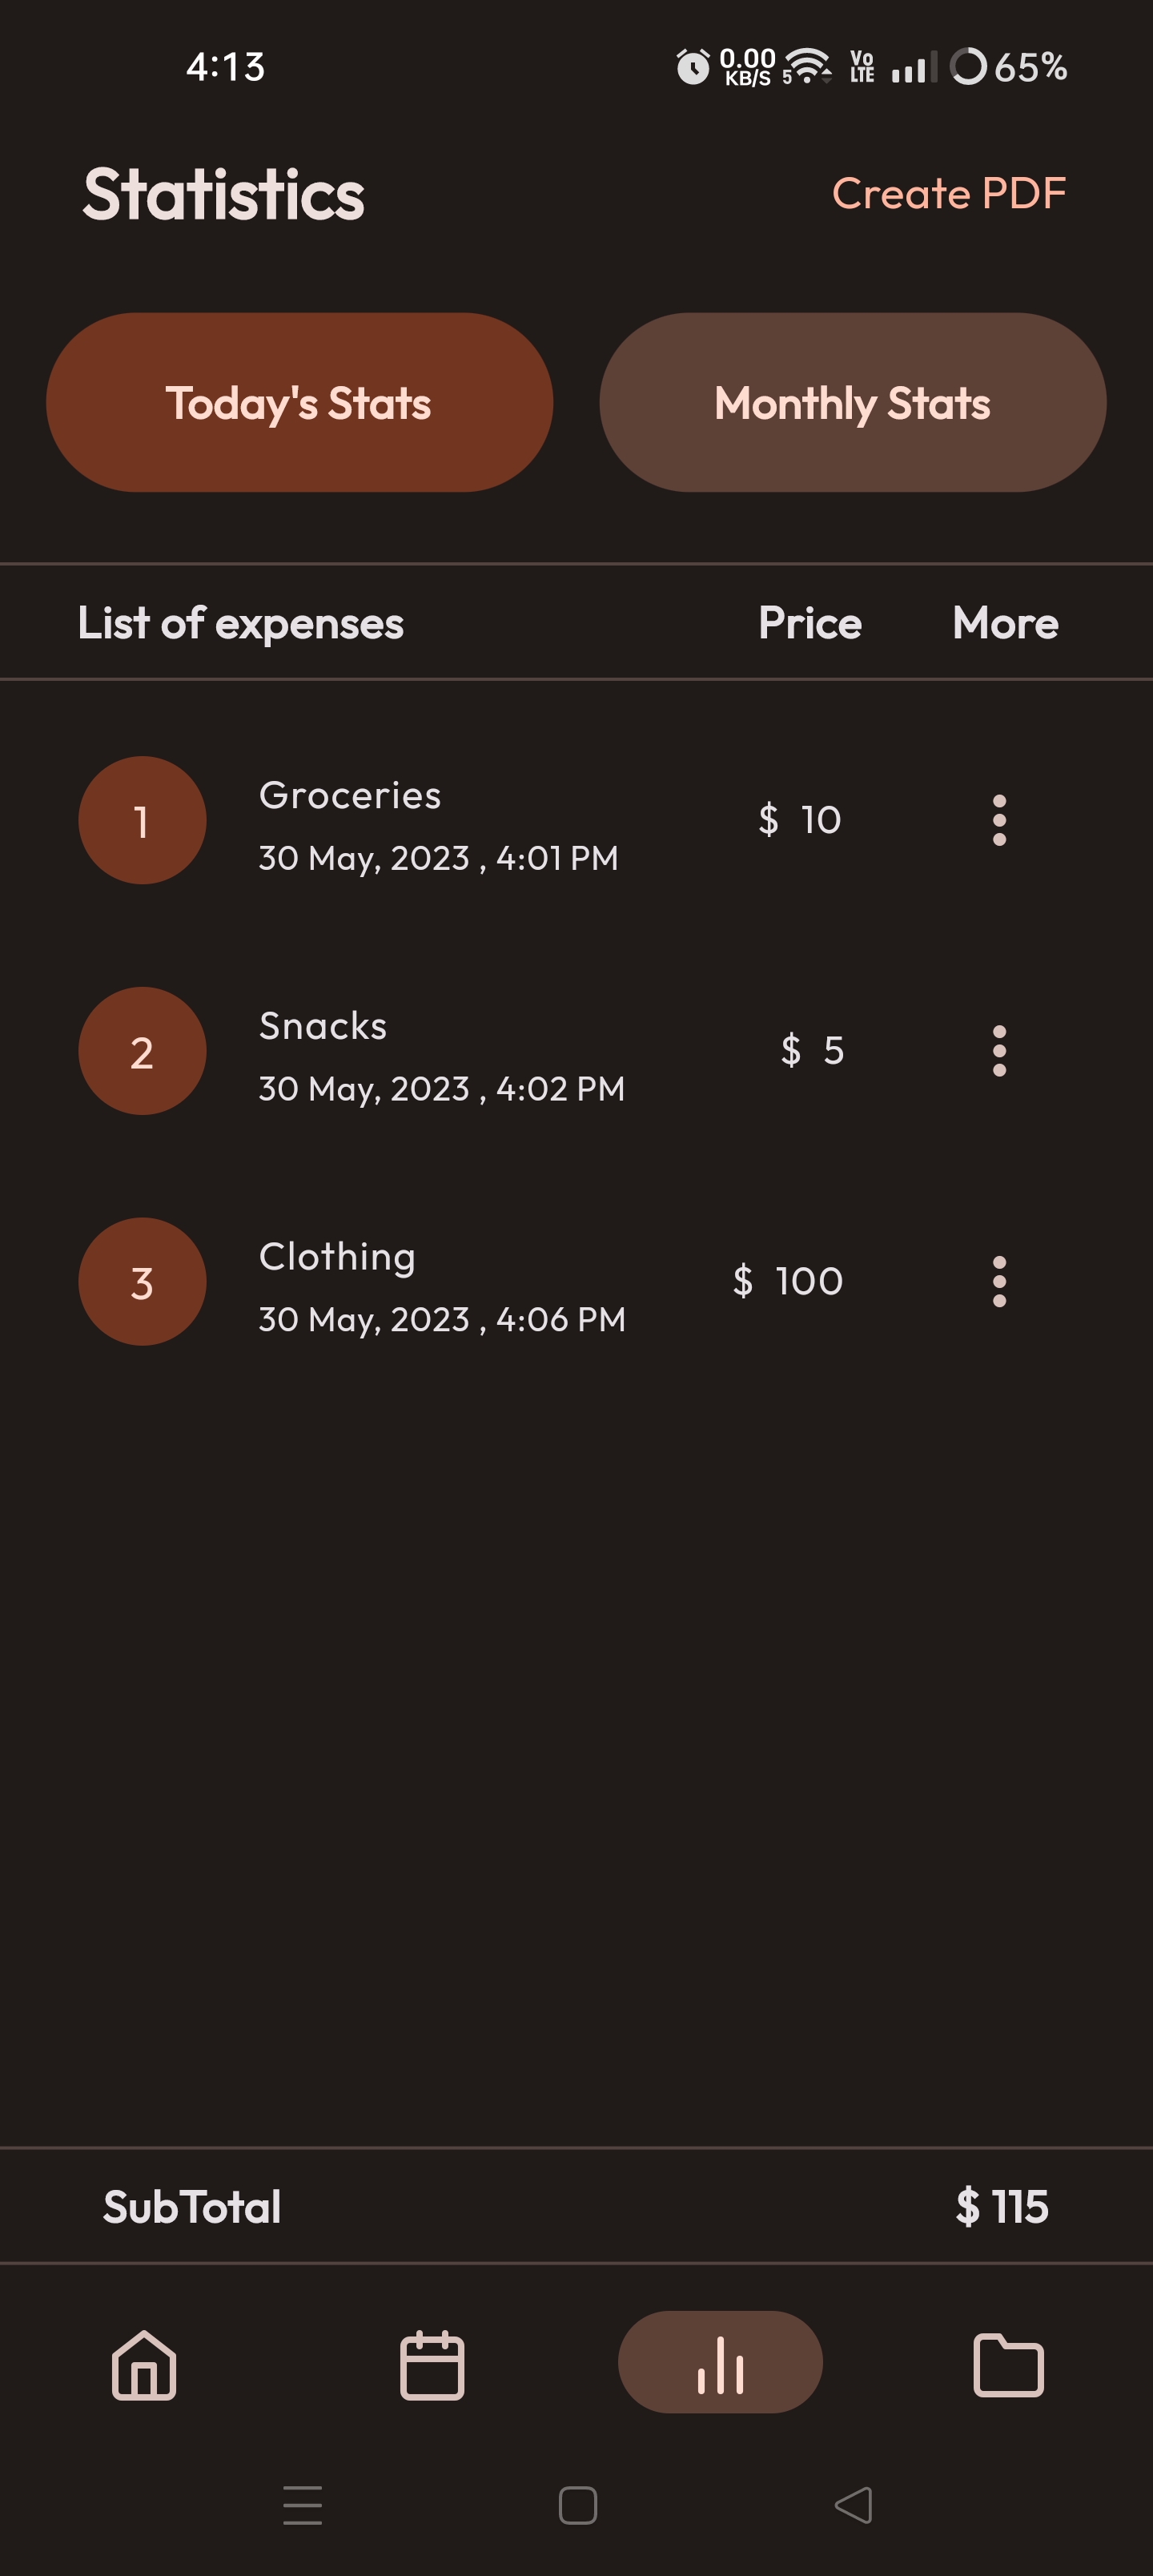 4:13 0.00 KB/S 5 Vo LTE 65%
Statistics Create PDF
Today's Stats Monthly Stats
List of expenses Price More
1 Groceries $ 10
30 May, 2023 , 4:01 PM
2 Snacks $ 5
30 May, 2023 , 4:02 PM
3 Clothing $ 100
30 May, 2023 , 4:06 PM
SubTotal $ 115